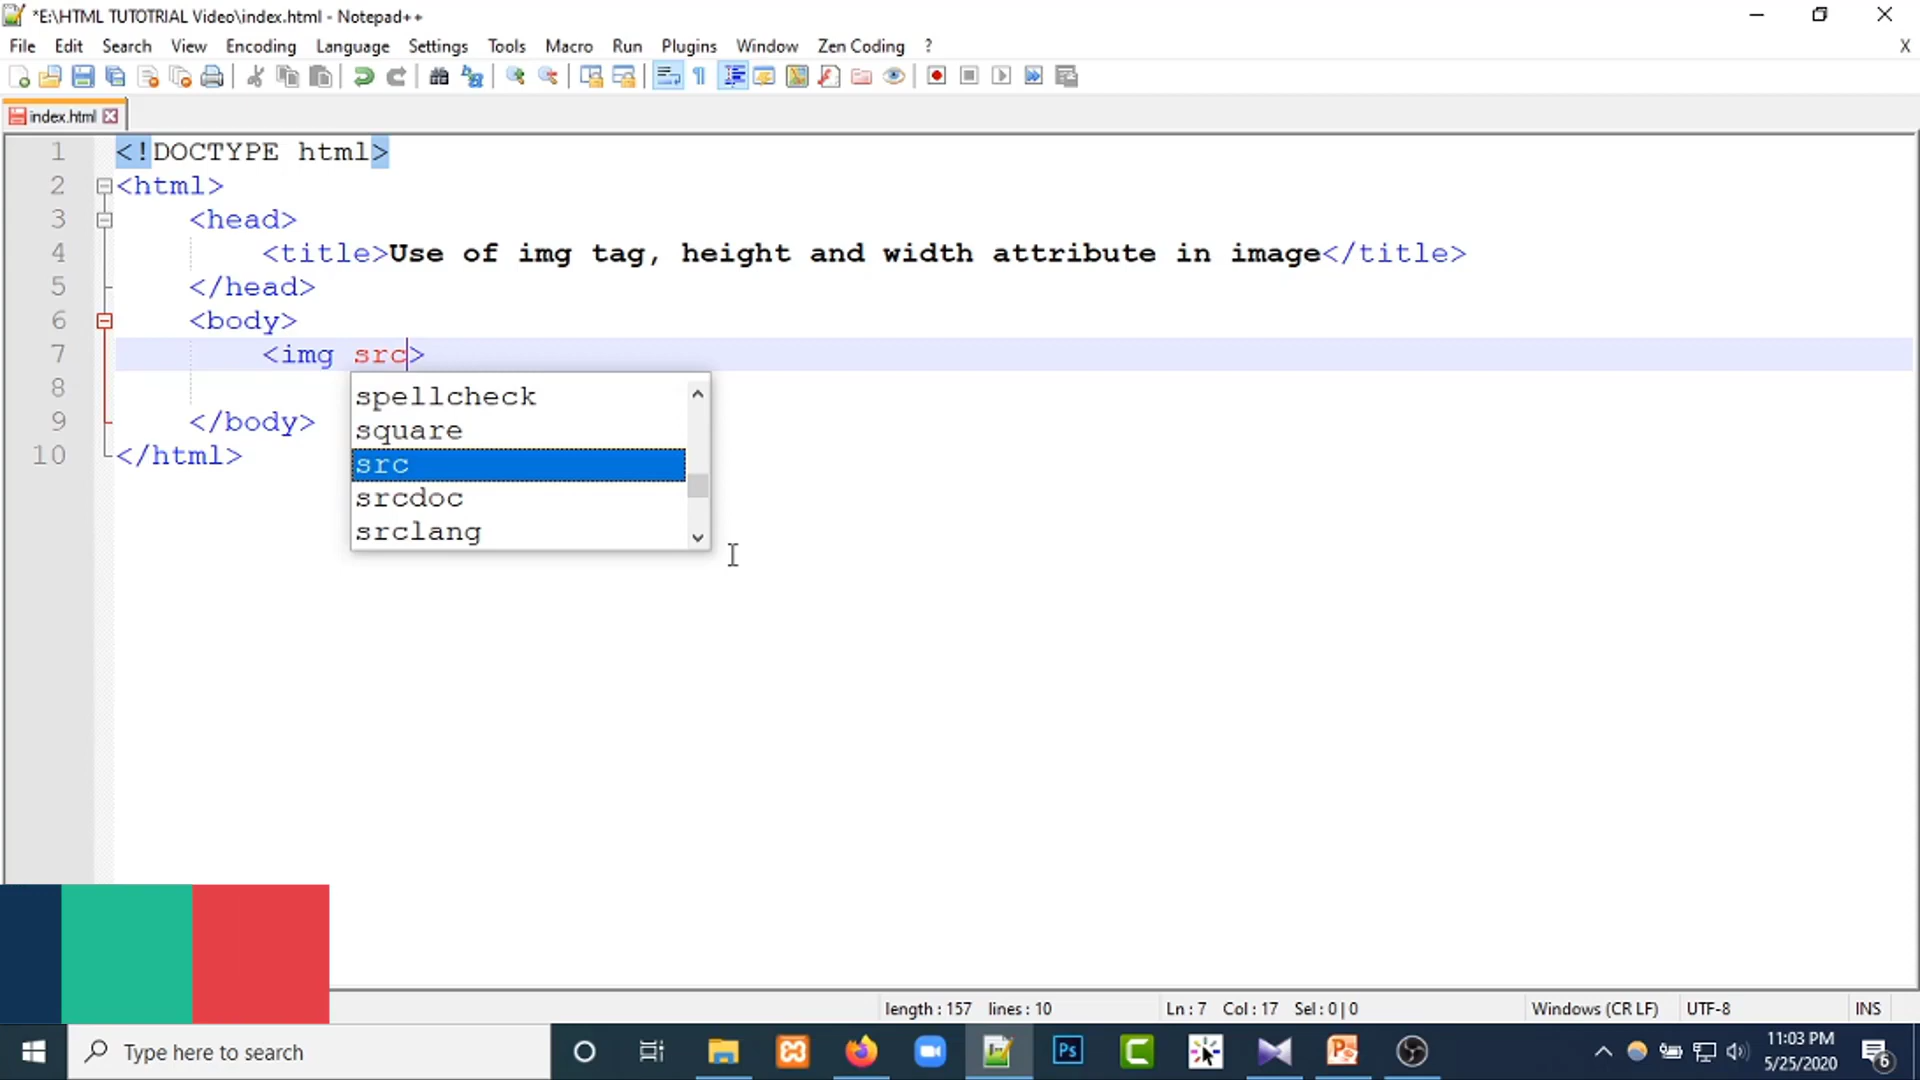 *E:\HTML TUTOTRIAL Video\index.html - Notepad++
File Edit Search View Encoding Language Settings Tools Macro Run Plugins Window Zen Coding ? X
index.html
1 <!DOCTYPE html>
2 <html>
3 <head>
4 <title>Use of img tag, height and width attribute in image</title>
5 </head>
6 <body>
7 <img src>
8
9 </body>
10 </html>
spellcheck
square
src
srcdoc
srclang
length : 157 lines : 10 Ln : 7 Col : 17 Sel : 0 | 0 Windows (CR LF) UTF-8 INS
Type here to search
Ps
11:03 PM
5/25/2020
6